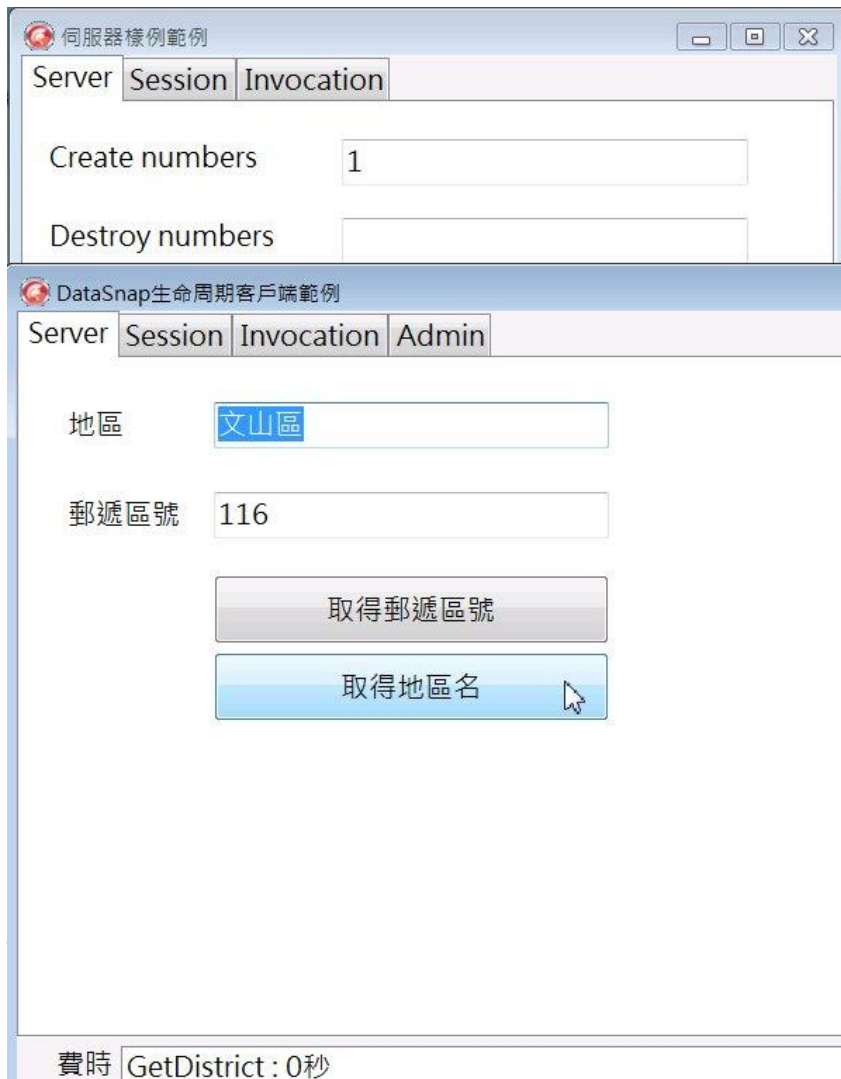 伺服器樣例範例
Server Session Invocation
Create numbers 1
Destroy numbers
DataSnap生命周期客戶端範例
Server Session Invocation Admin
地區 文山區
郵遞區號 116
取得郵遞區號
取得地區名
費時 GetDistrict : 0秒